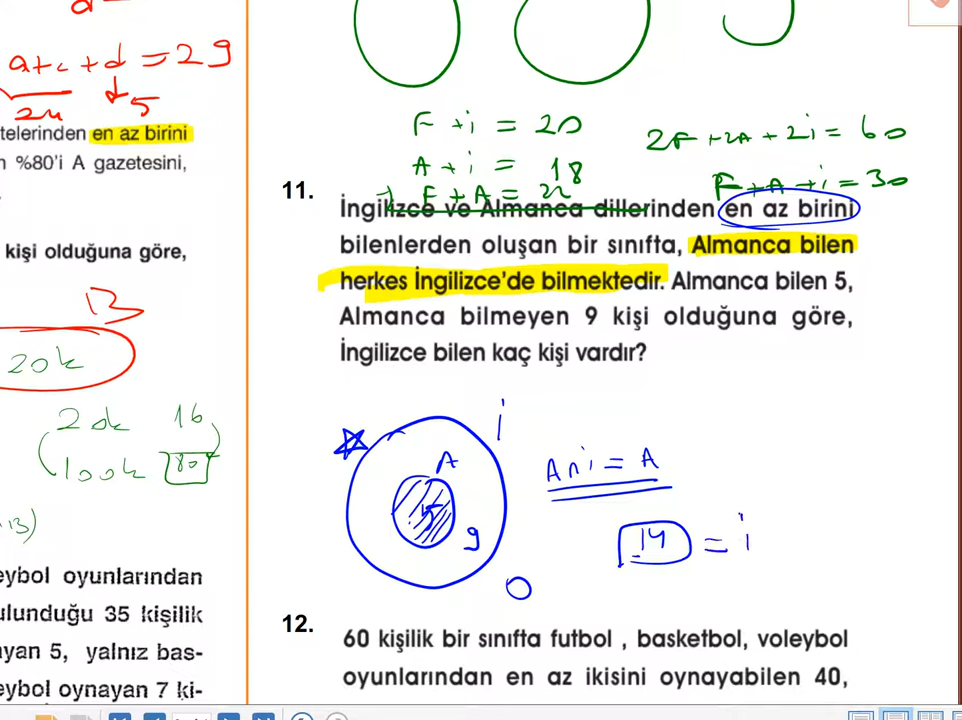 a+c+d=29
24 5
telerinden en az birini
n %80'i A gazetesini,
kişi olduğuna göre,
13
20k
20k 16
100k 80
13)
eybol oyunlarından
ulunduğu 35 kişilik
yan 5, yalnız bas-
eybol oynayan 7 ki-
F+i=20
A+i=18
F+A=22
2F+2A+2i=60
F+A+i=30
11. İngilizce ve Almanca dillerinden en az birini
bilenlerden oluşan bir sınıfta, Almanca bilen
herkes İngilizce'de bilmektedir. Almanca bilen 5,
Almanca bilmeyen 9 kişi olduğuna göre,
İngilizce bilen kaç kişi vardır?
i
A
5
9
0
A∩i=A
14=i
12. 60 kişilik bir sınıfta futbol , basketbol, voleybol
oyunlarından en az ikisini oynayabilen 40,